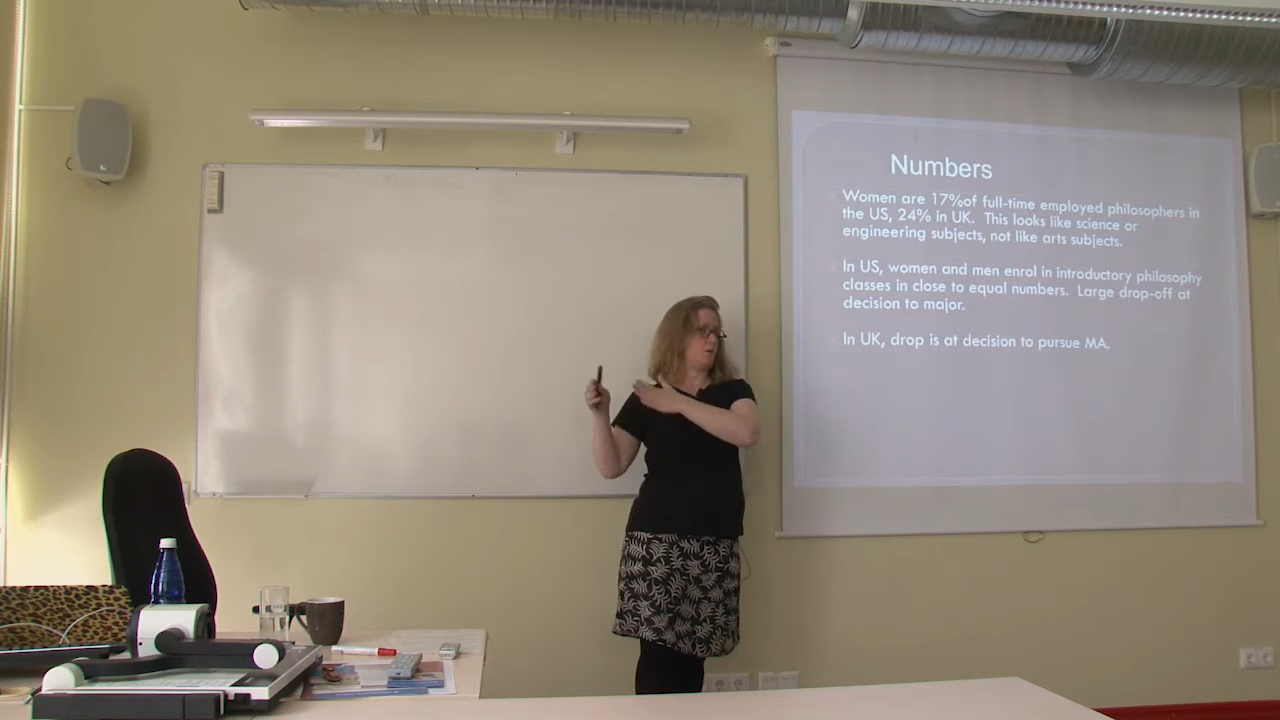 Numbers
Women are 17%of full-time employed philosophers in
the US, 24% in UK. This looks like science or
engineering subjects, not like arts subjects.
In US, women and men enrol in introductory philosophy
classes in close to equal numbers. Large drop-off at
decision to major.
In UK, drop is at decision to pursue MA.